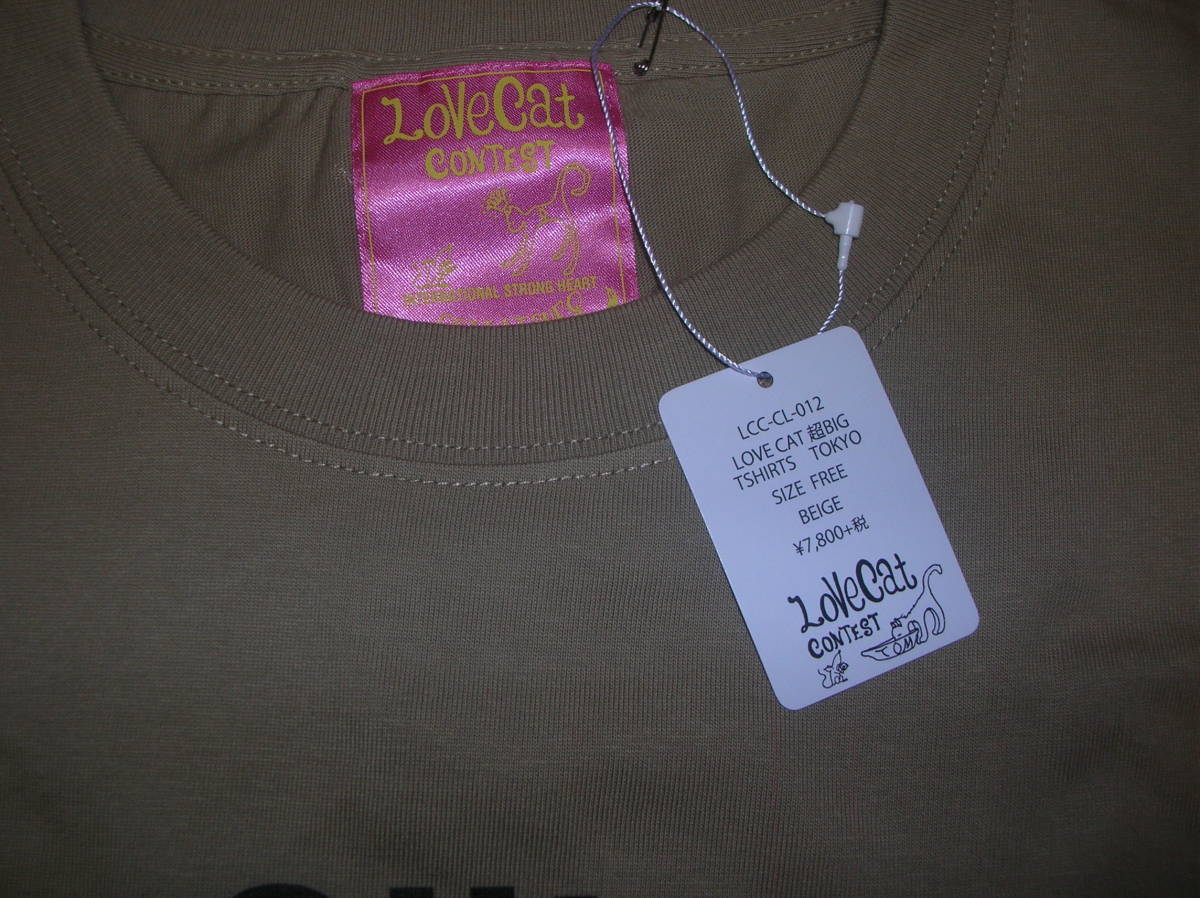 LoveCat
CONTEST
INTERNATIONAL STRONG HEART
LCC-CL-012
LOVE CAT 超BIG
TSHIRTS TOKYO
SIZE FREE
BEIGE
¥7,800+税
LoveCat
CONTEST